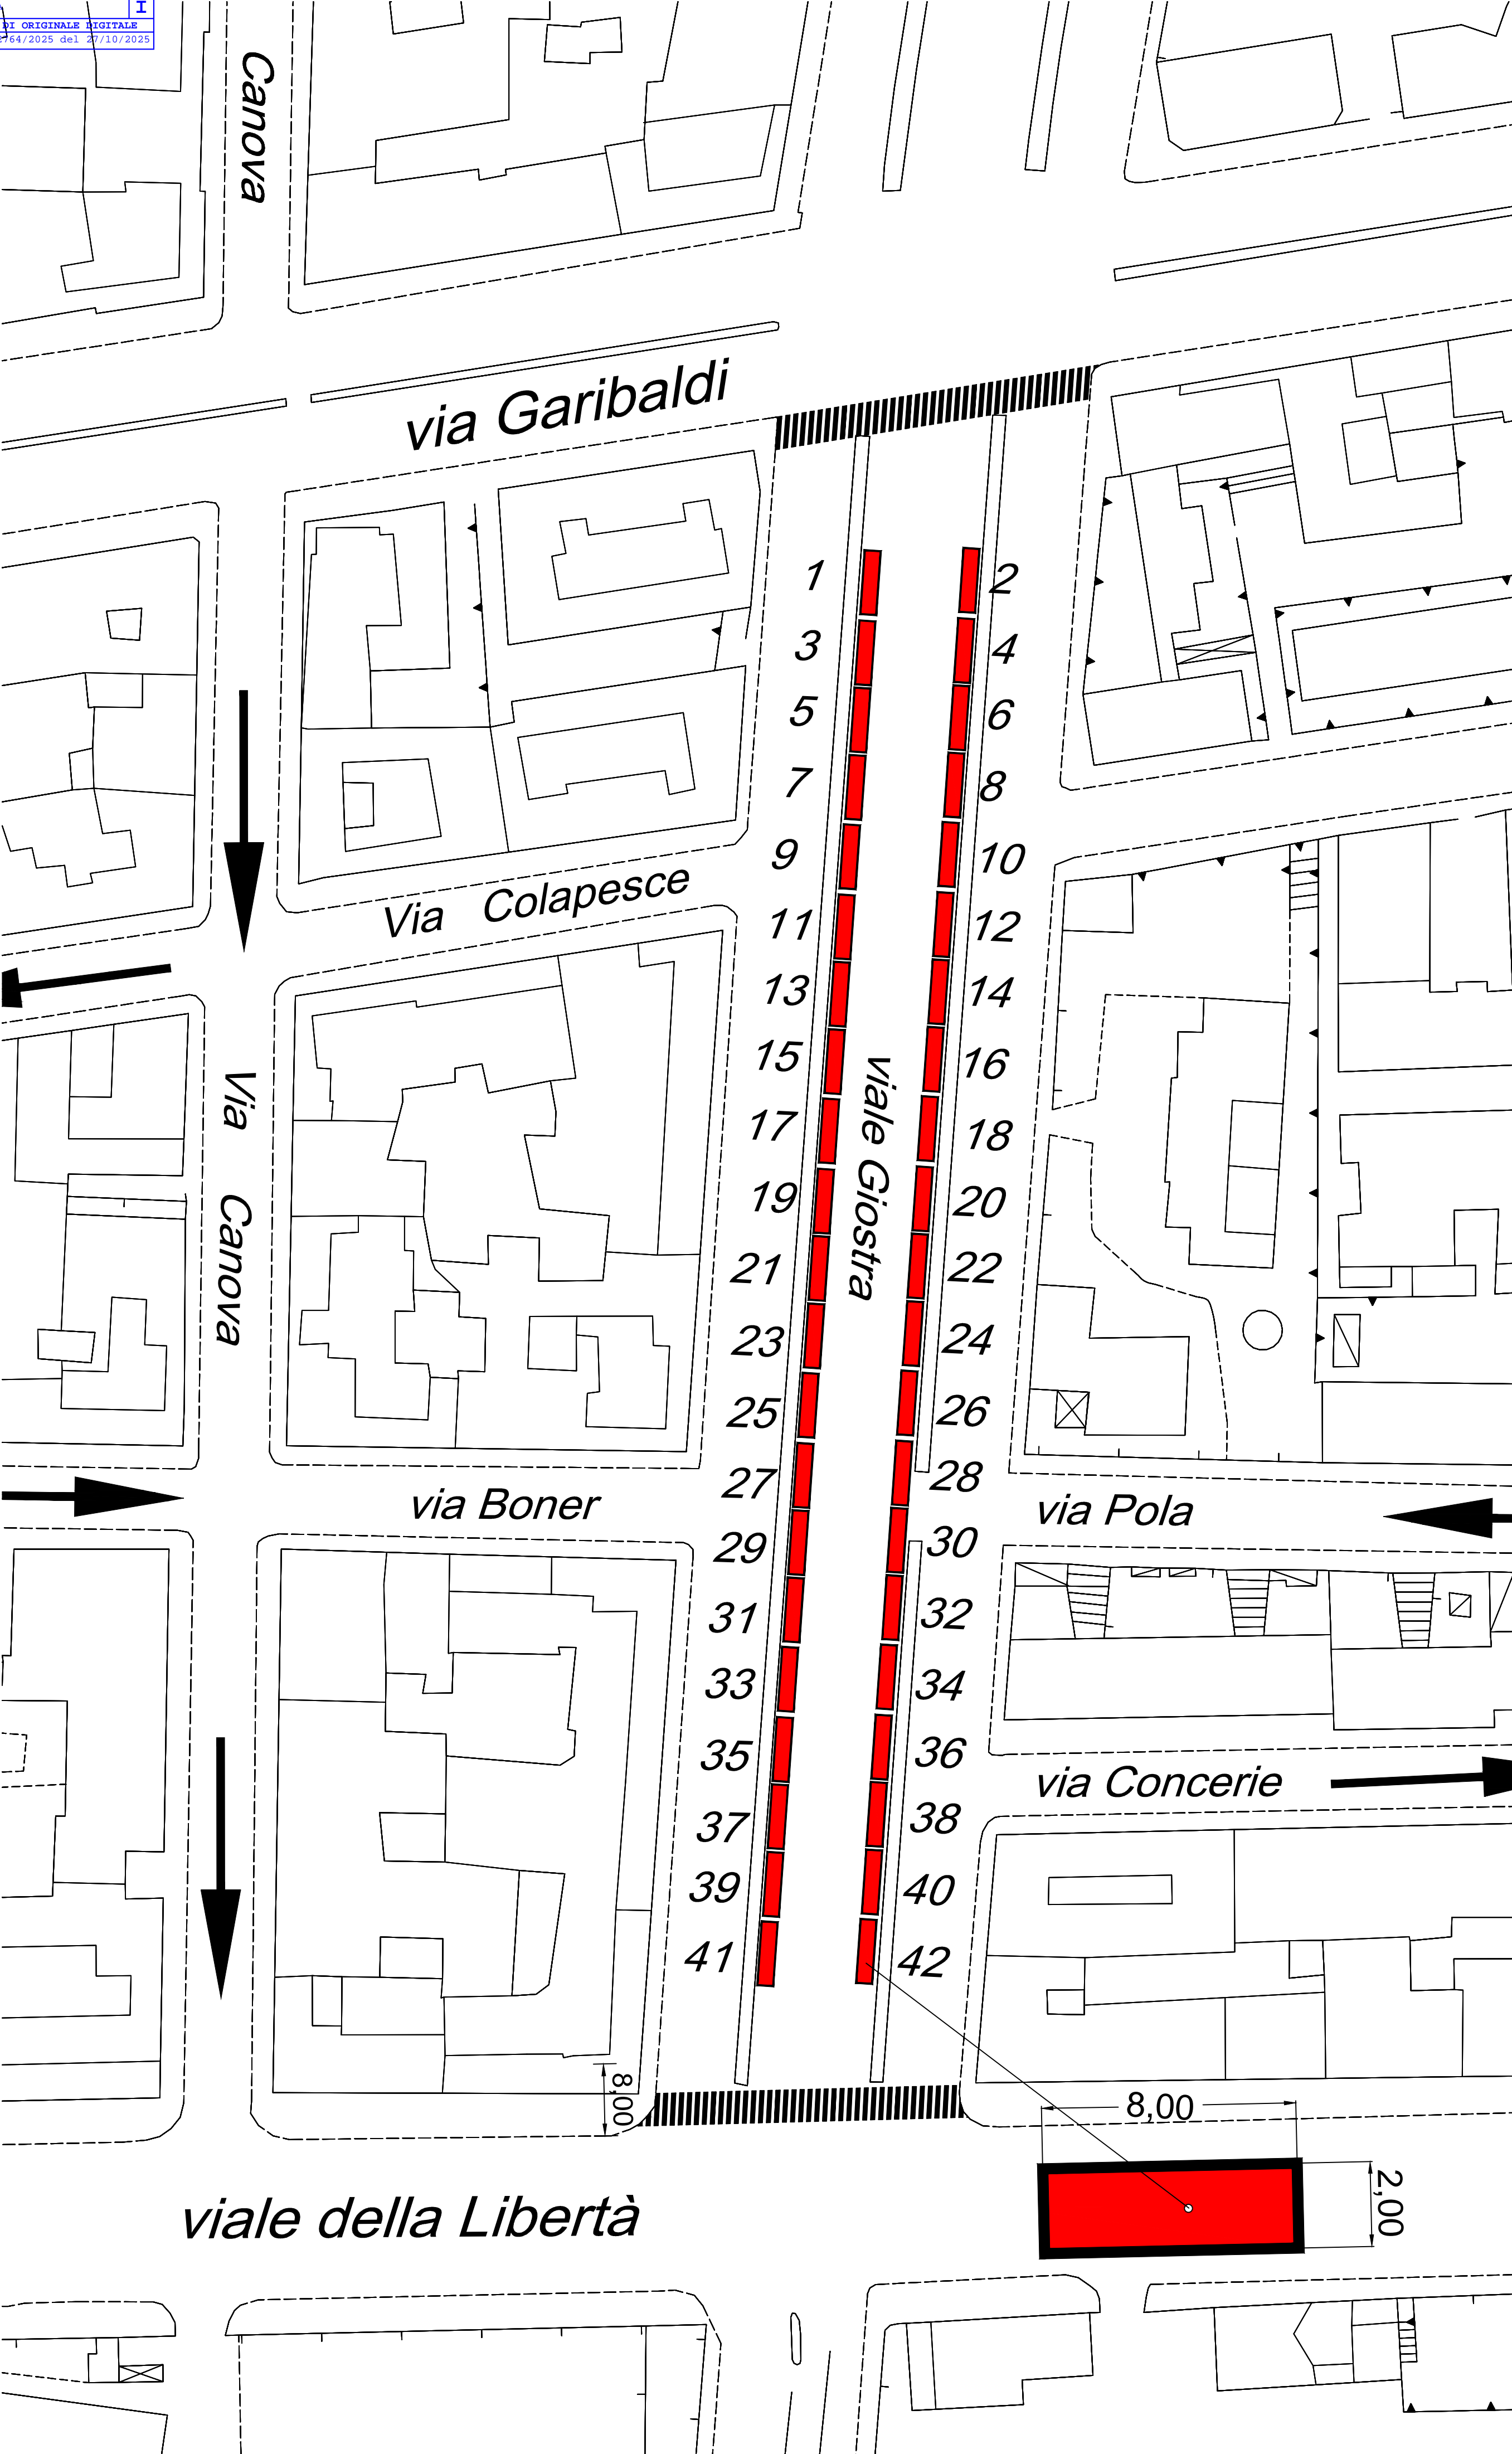 I
DI ORIGINALE DIGITALE
2764/2025 del 27/10/2025
Canova
via Garibaldi
1 2
3 4
5 6
7 8
9 10
Via Colapesce
11 12
13 14
15 16
viale Giostra
Via Canova
17 18
19 20
21 22
23 24
25 26
27 28
via Boner
via Pola
29 30
31 32
33 34
35 36
via Concerie
37 38
39 40
41 42
8,00
8,00
2,00
viale della Libertà